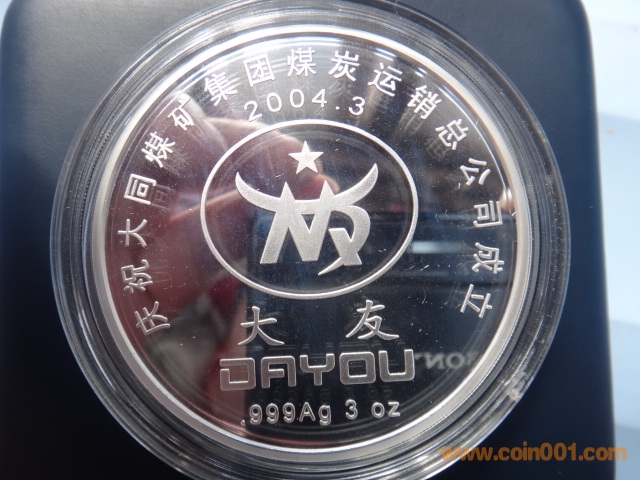 庆祝大同煤矿集团煤炭运销总公司成立
2004.3
大友
DAYOU
.999Ag 3 oz
www.coin001.com